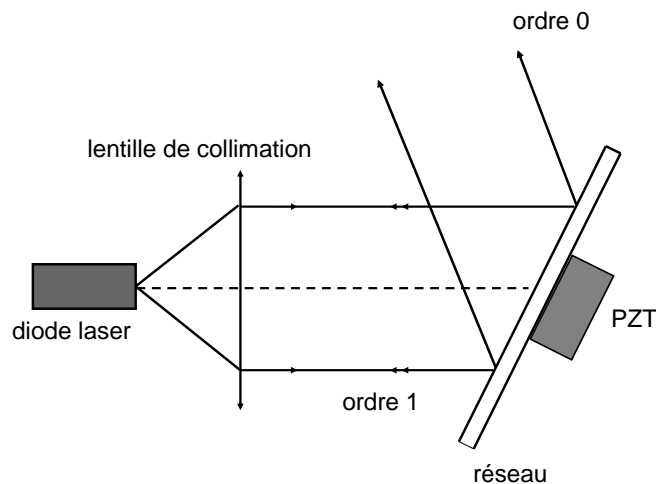 ordre 0
lentille de collimation
diode laser
PZT
ordre 1
réseau